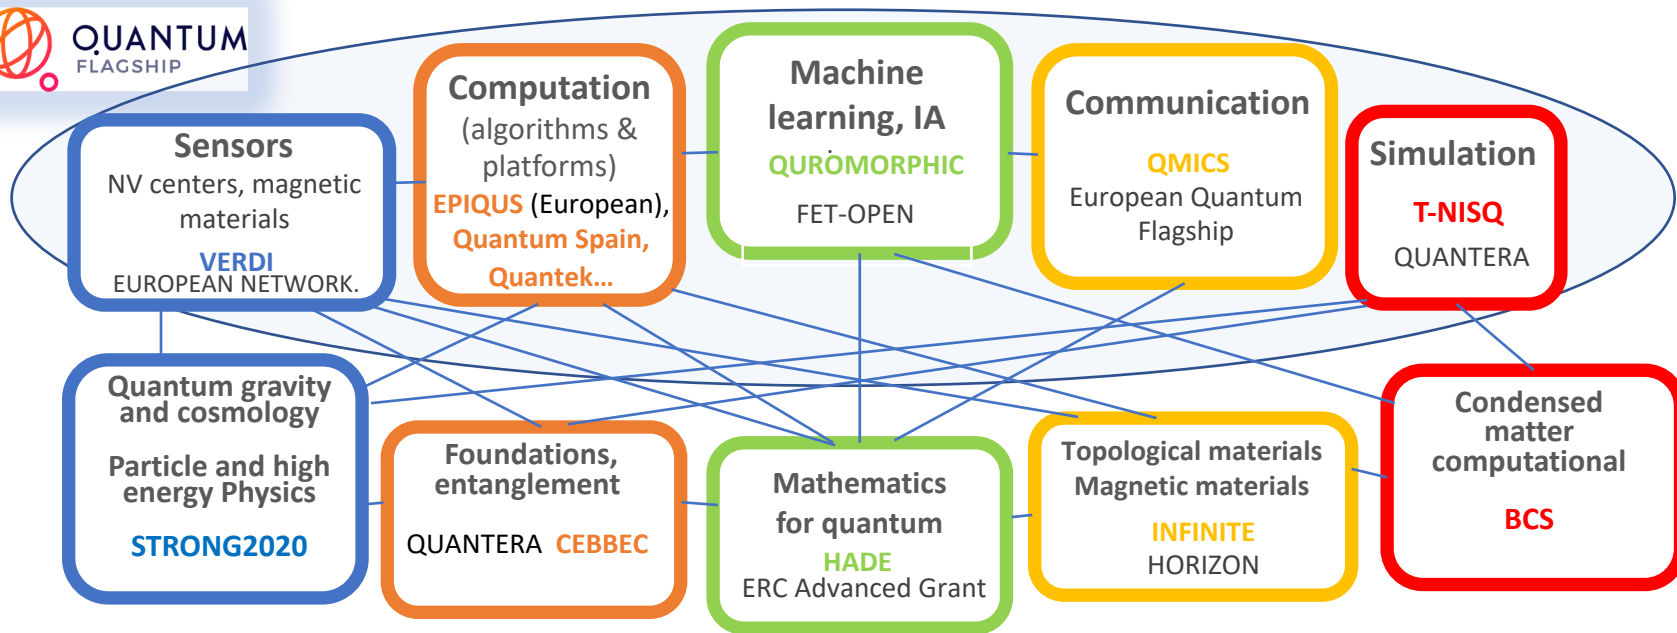 QUANTUM
FLAGSHIP
Sensors
NV centers, magnetic
materials
VERDI
EUROPEAN NETWORK.
Computation
(algorithms &
platforms)
EPIQUS (European),
Quantum Spain,
Quantek...
Machine
learning, IA
.
QUROMORPHIC
FET-OPEN
Communication
QMICS
European Quantum
Flagship
Simulation
T-NISQ
QUANTERA
Quantum gravity
and cosmology
Particle and high
energy Physics
STRONG2020
Foundations,
entanglement
QUANTERA CEBBEC
Mathematics
for quantum
HADE
ERC Advanced Grant
Topological materials
Magnetic materials
INFINITE
HORIZON
Condensed
matter
computational
BCS